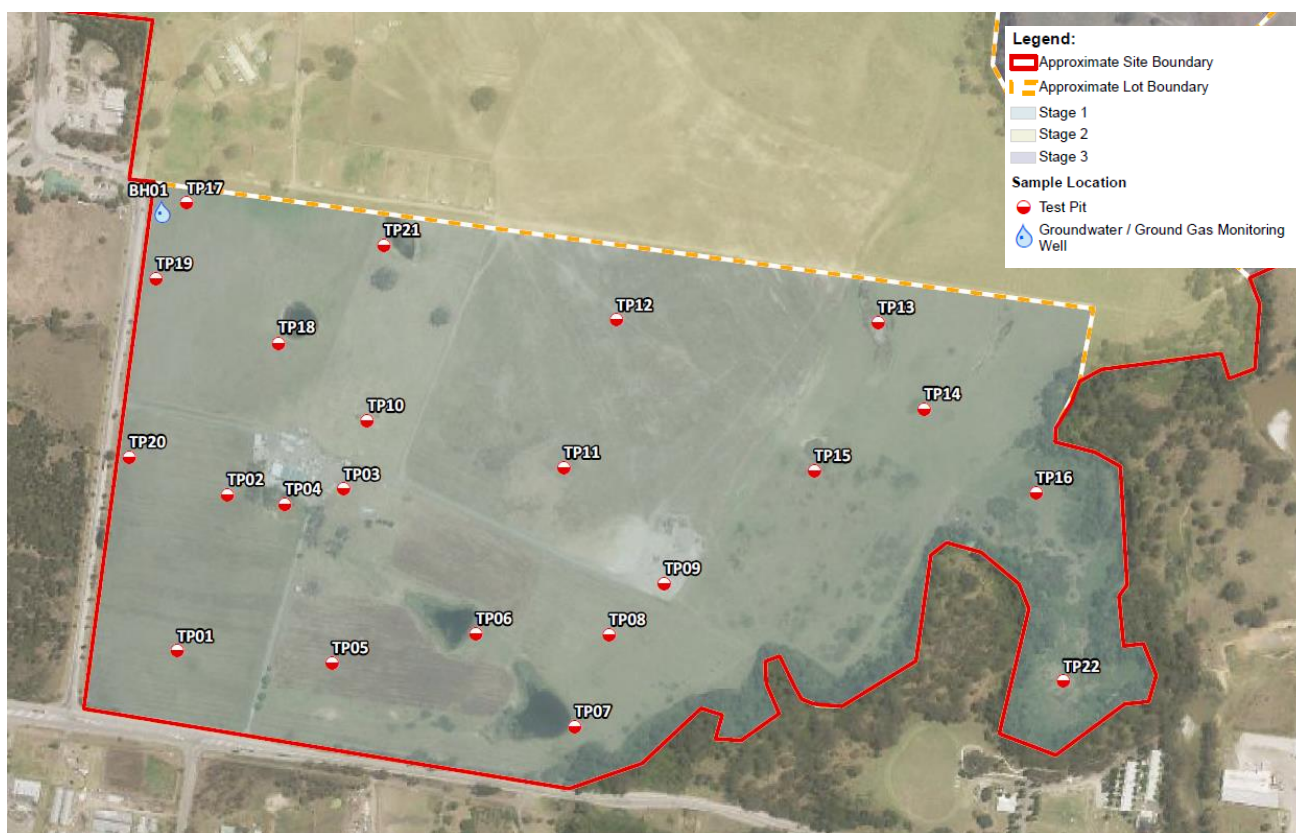 Legend:
Approximate Site Boundary
Approximate Lot Boundary
Stage 1
Stage 2
Stage 3
Sample Location
Test Pit
Groundwater / Ground Gas Monitoring
Well
BH01
TP17
TP21
TP19
TP12
TP13
TP18
TP14
TP10
TP20
TP11
TP15
TP02
TP04
TP03
TP16
TP09
TP06
TP08
TP01
TP05
TP22
TP07